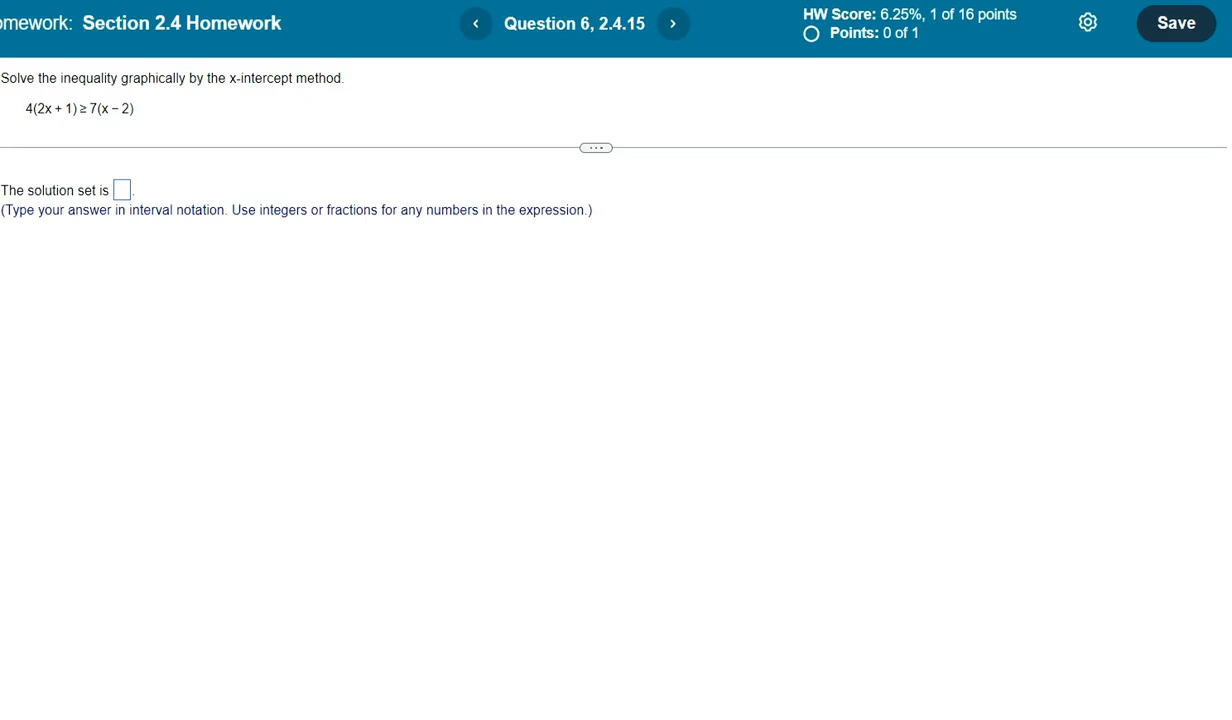 omework: Section 2.4 Homework
Question 6, 2.4.15
HW Score: 6.25%, 1 of 16 points
Points: 0 of 1
Save
Solve the inequality graphically by the x-intercept method.
4(2x + 1) ≥ 7(x − 2)
The solution set is .
(Type your answer in interval notation. Use integers or fractions for any numbers in the expression.)